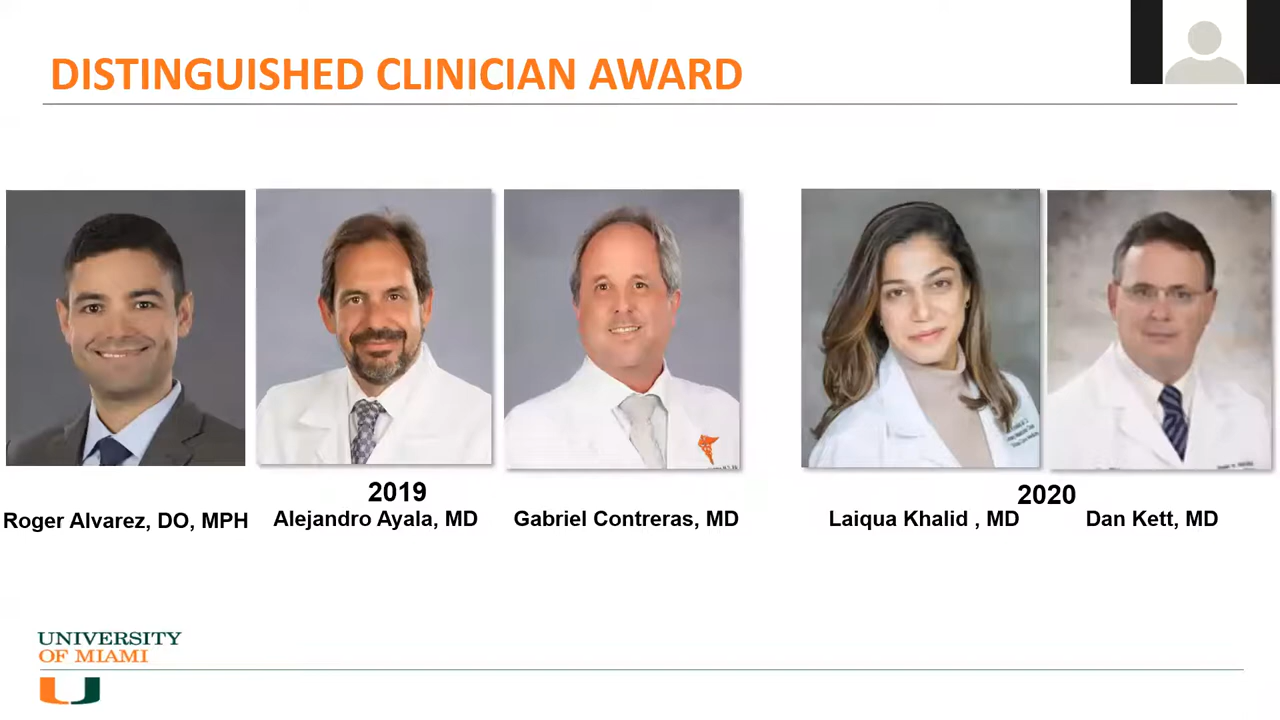 DISTINGUISHED CLINICIAN AWARD
2019
2020
Roger Alvarez, DO, MPH
Alejandro Ayala, MD
Gabriel Contreras, MD
Laiqua Khalid , MD
Dan Kett, MD
UNIVERSITY
OF MIAMI